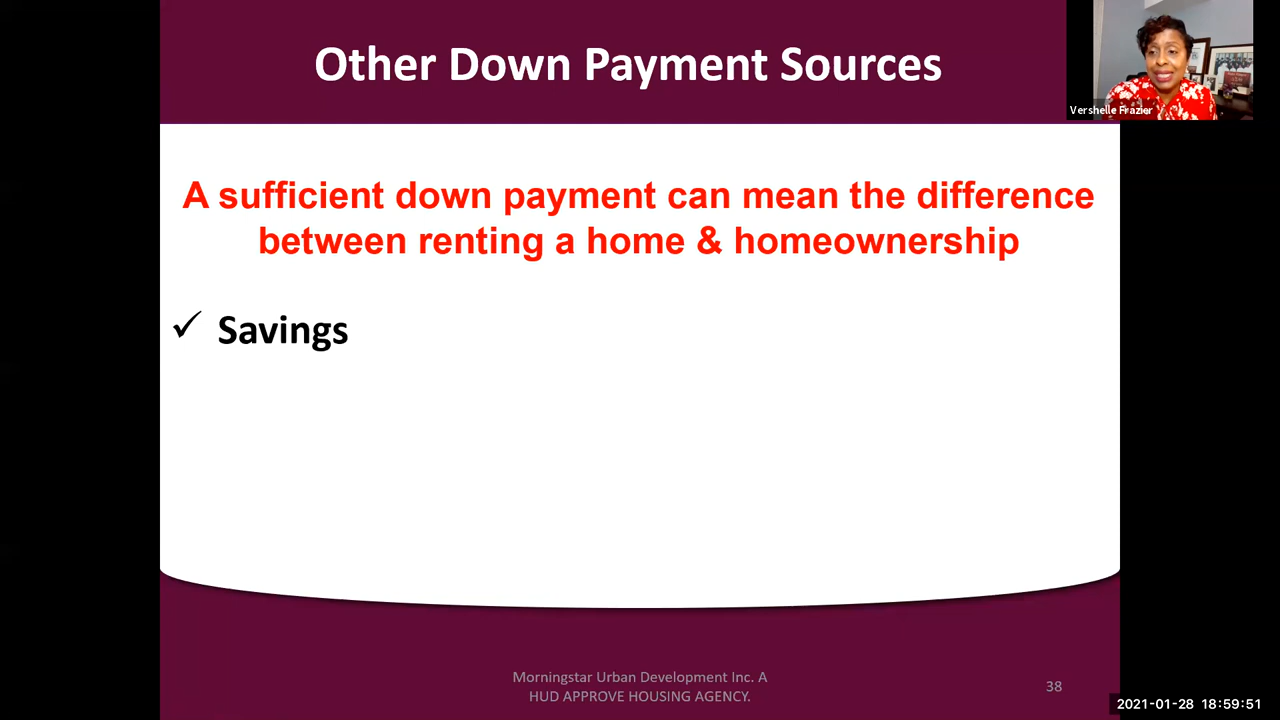 Other Down Payment Sources
Vershelle Frazier
A sufficient down payment can mean the difference
between renting a home & homeownership
✓ Savings
Morningstar Urban Development Inc. A
HUD APPROVE HOUSING AGENCY.
38
2021-01-28 18:59:51